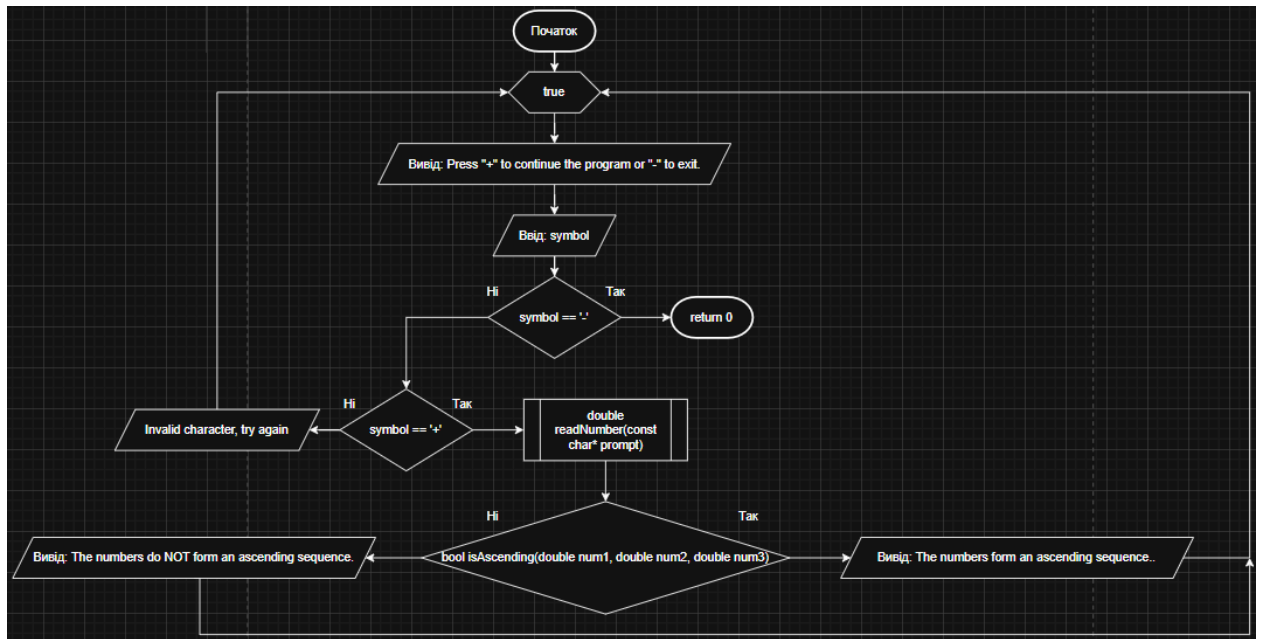 Початок
true
Вивід: Press "+" to continue the program or "-" to exit.
Ввід: symbol
Ні
Так
symbol == '-'
return 0
Ні
Так
symbol == '+'
Invalid character, try again
double
readNumber(const
char* prompt)
Ні
Так
bool isAscending(double num1, double num2, double num3)
Вивід: The numbers do NOT form an ascending sequence.
Вивід: The numbers form an ascending sequence..